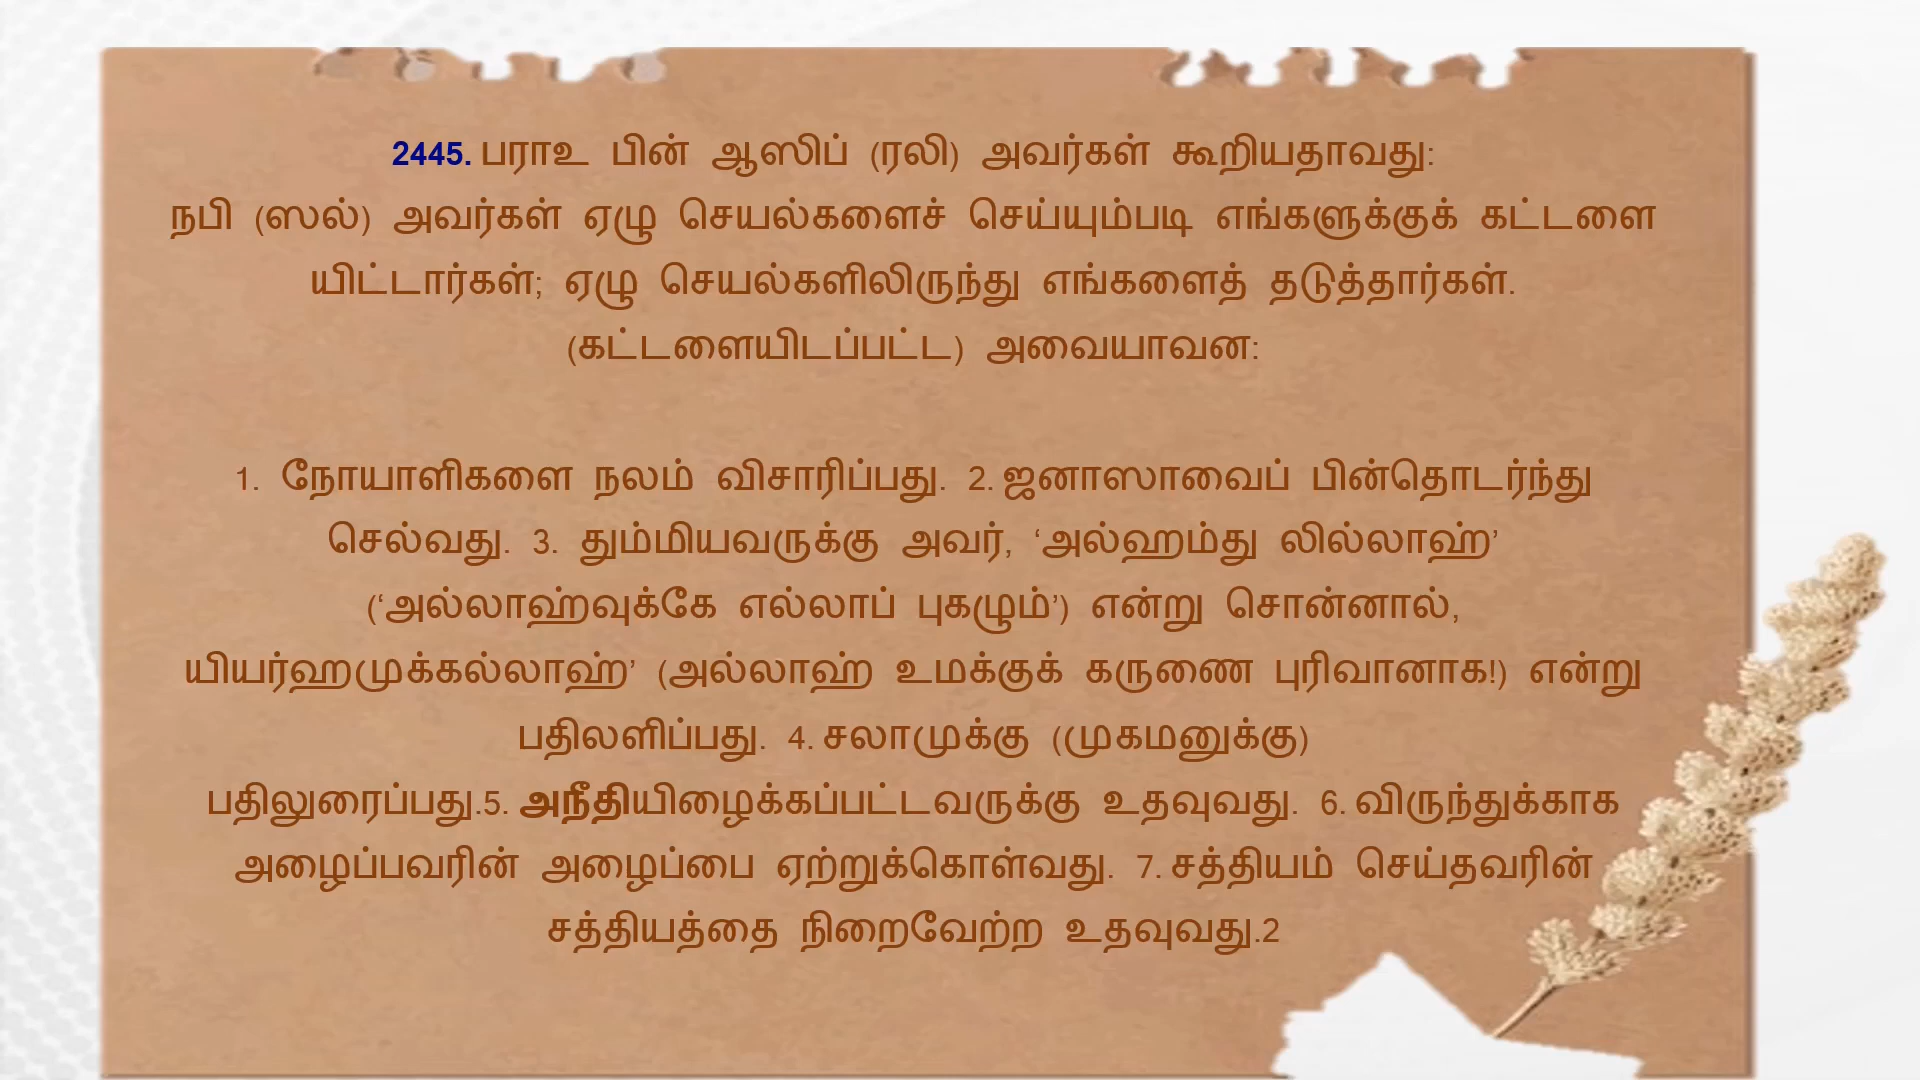 2445. பராஉ பின் ஆஸிப் (ரலி) அவர்கள் கூறியதாவது:
நபி (ஸல்) அவர்கள் ஏழு செயல்களைச் செய்யும்படி எங்களுக்குக் கட்டளை
யிட்டார்கள்; ஏழு செயல்களிலிருந்து எங்களைத் தடுத்தார்கள்.
(கட்டளையிடப்பட்ட) அவையாவன:
1. நோயாளிகளை நலம் விசாரிப்பது. 2. ஜனாஸாவைப் பின்தொடர்ந்து
செல்வது. 3. தும்மியவருக்கு அவர், ‘அல்ஹம்து லில்லாஹ்’
(‘அல்லாஹ்வுக்கே எல்லாப் புகழும்’) என்று சொன்னால்,
யியர்ஹமுக்கல்லாஹ்’ (அல்லாஹ் உமக்குக் கருணை புரிவானாக!) என்று
பதிலளிப்பது. 4. சலாமுக்கு (முகமனுக்கு)
பதிலுரைப்பது.5. அநீதியிழைக்கப்பட்டவருக்கு உதவுவது. 6. விருந்துக்காக
அழைப்பவரின் அழைப்பை ஏற்றுக்கொள்வது. 7. சத்தியம் செய்தவரின்
சத்தியத்தை நிறைவேற்ற உதவுவது.2